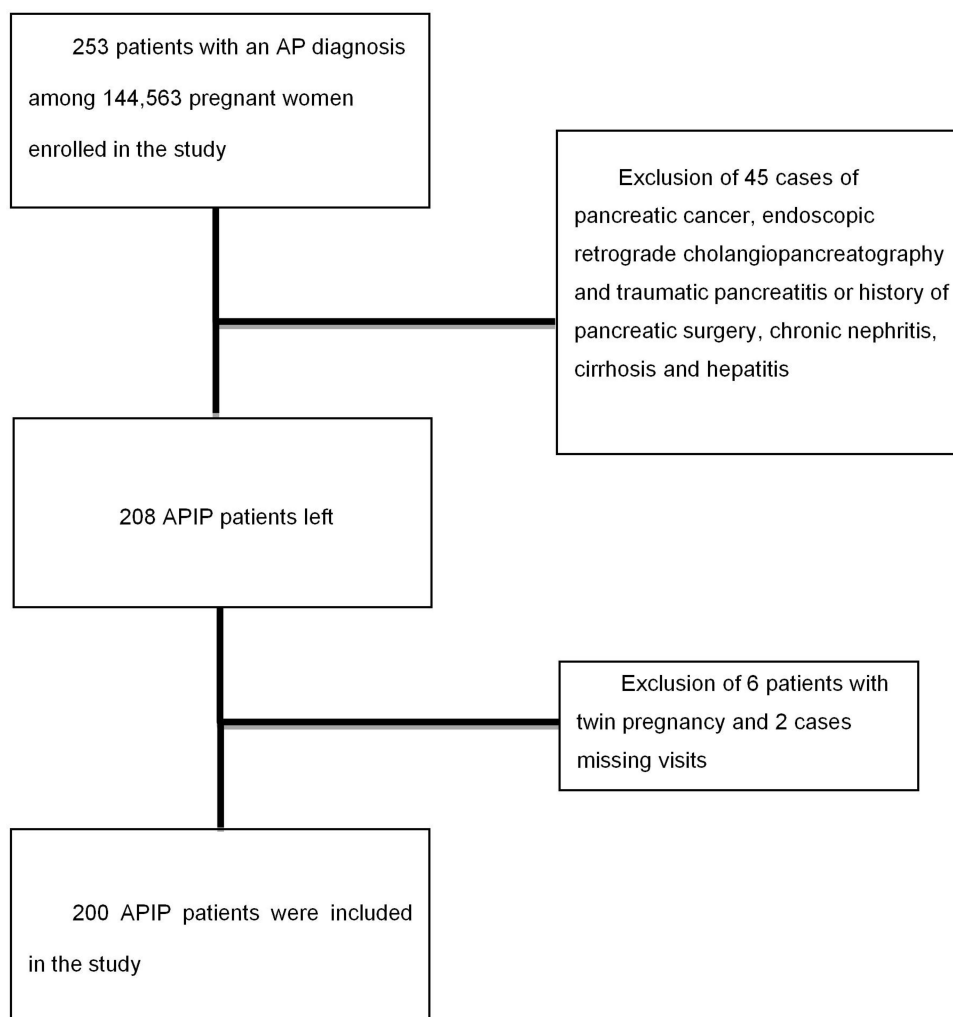 253 patients with an AP diagnosis
among 144,563 pregnant women
enrolled in the study
Exclusion of 45 cases of
pancreatic cancer, endoscopic
retrograde cholangiopancreatography
and traumatic pancreatitis or history of
pancreatic surgery, chronic nephritis,
cirrhosis and hepatitis
208 APIP patients left
Exclusion of 6 patients with
twin pregnancy and 2 cases
missing visits
200 APIP patients were included
in the study